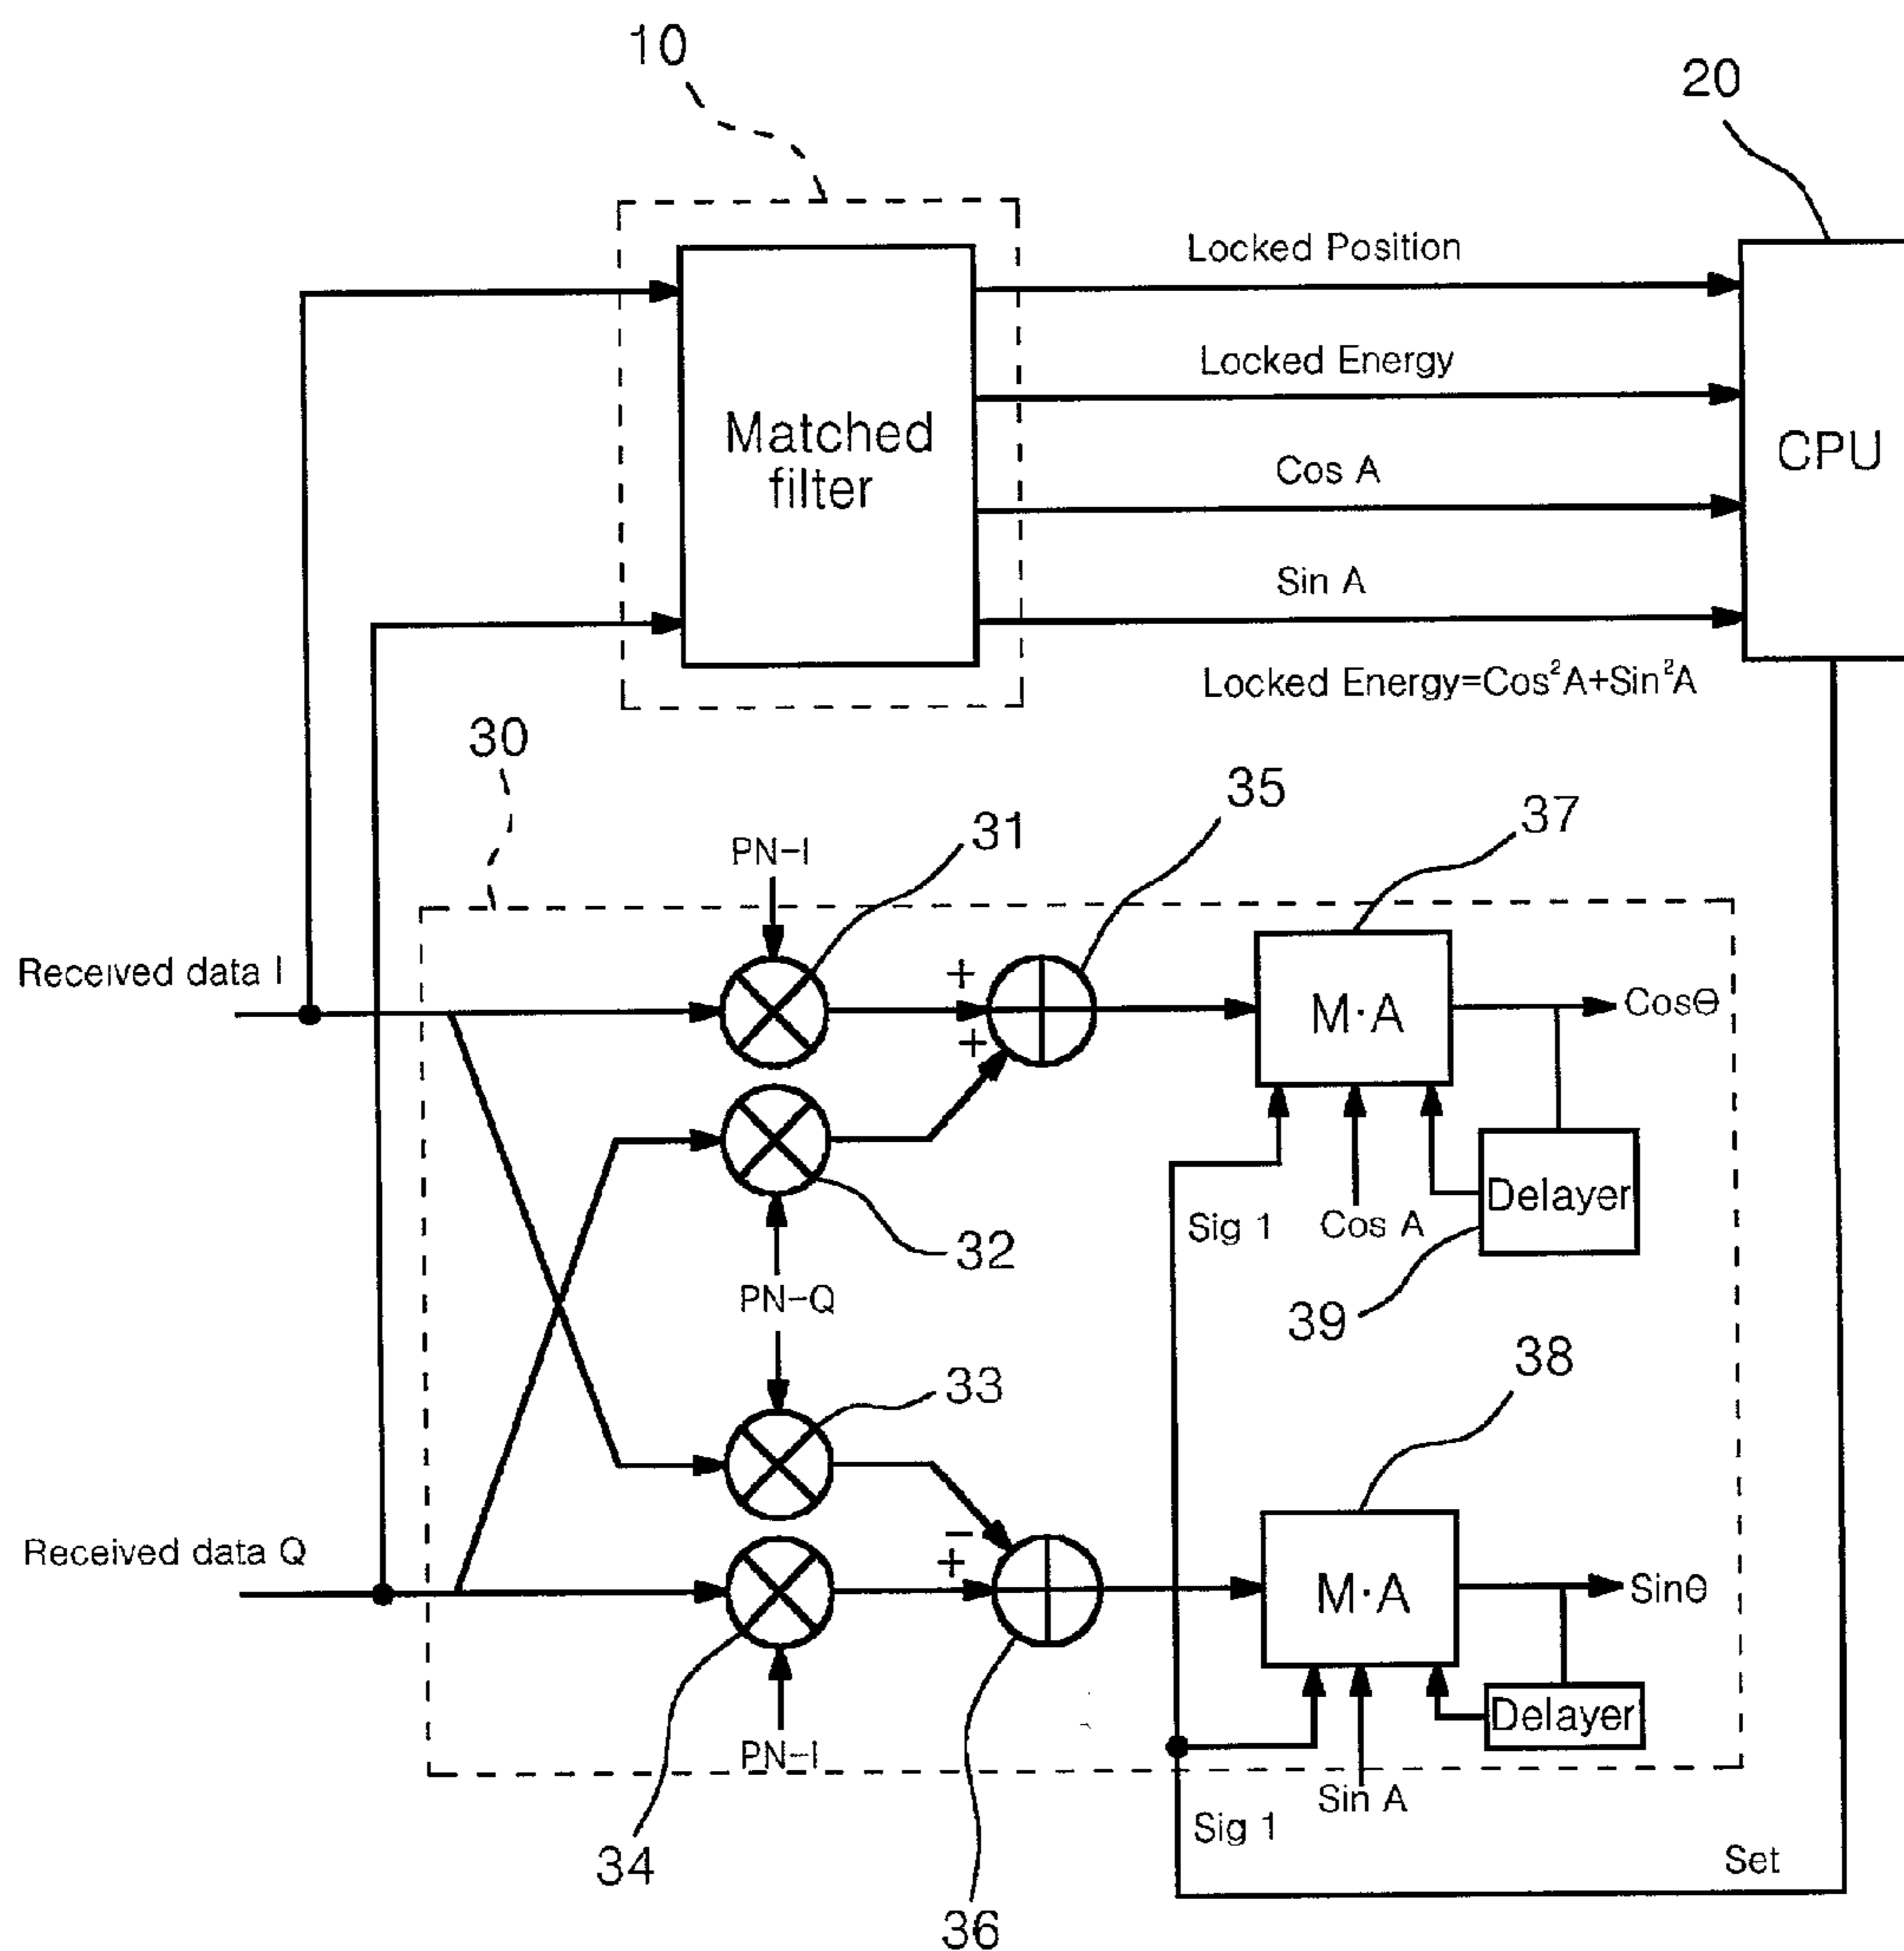 10
20
Locked Position
Locked Energy
Matched
filter
CPU
Cos A
Sin A
Locked Energy=Cos²A+Sin²A
30
35
37
31
PN-I
Received data I
+
+
M·A
Cosθ
Delayer
Sig 1
Cos A
32
PN-Q
39
38
33
Received data Q
−
+
M·A
Sinθ
Delayer
PN-I
Sin A
Sig 1
34
Set
36